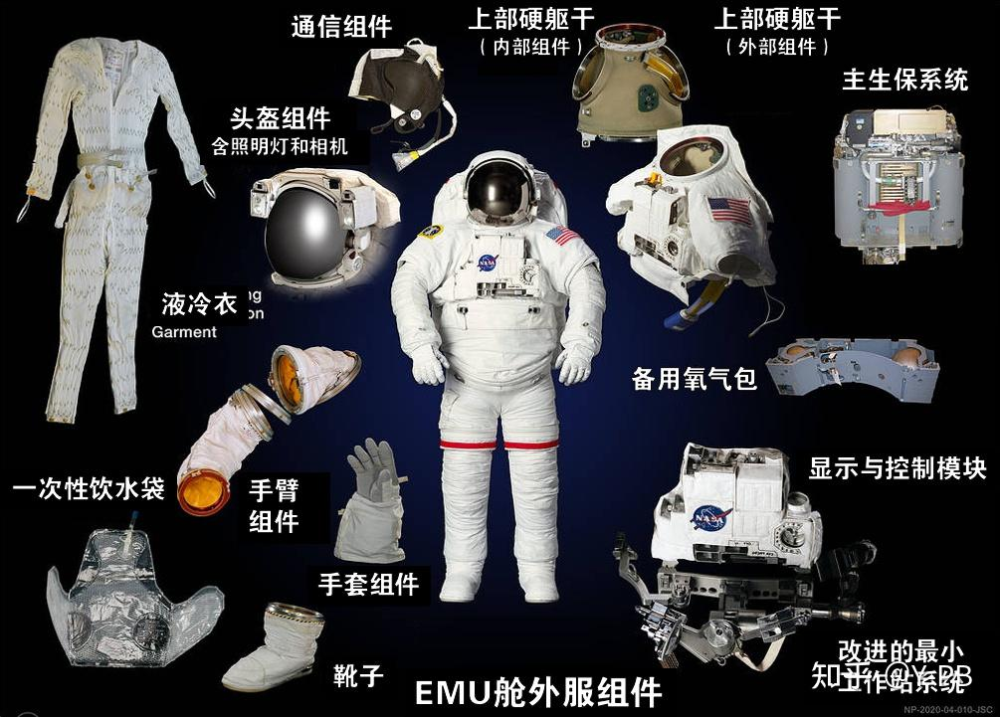 通信组件
上部硬躯干
（内部组件）
上部硬躯干
（外部组件）
主生保系统
头盔组件
含照明灯和相机
液冷衣
ng
on
Garment
备用氧气包
显示与控制模块
一次性饮水袋
手臂
组件
NASA
NASA
手套组件
靴子
改进的最小
工作站系统
知乎
EMU舱外服组件
NP-2020-04-010-JSC